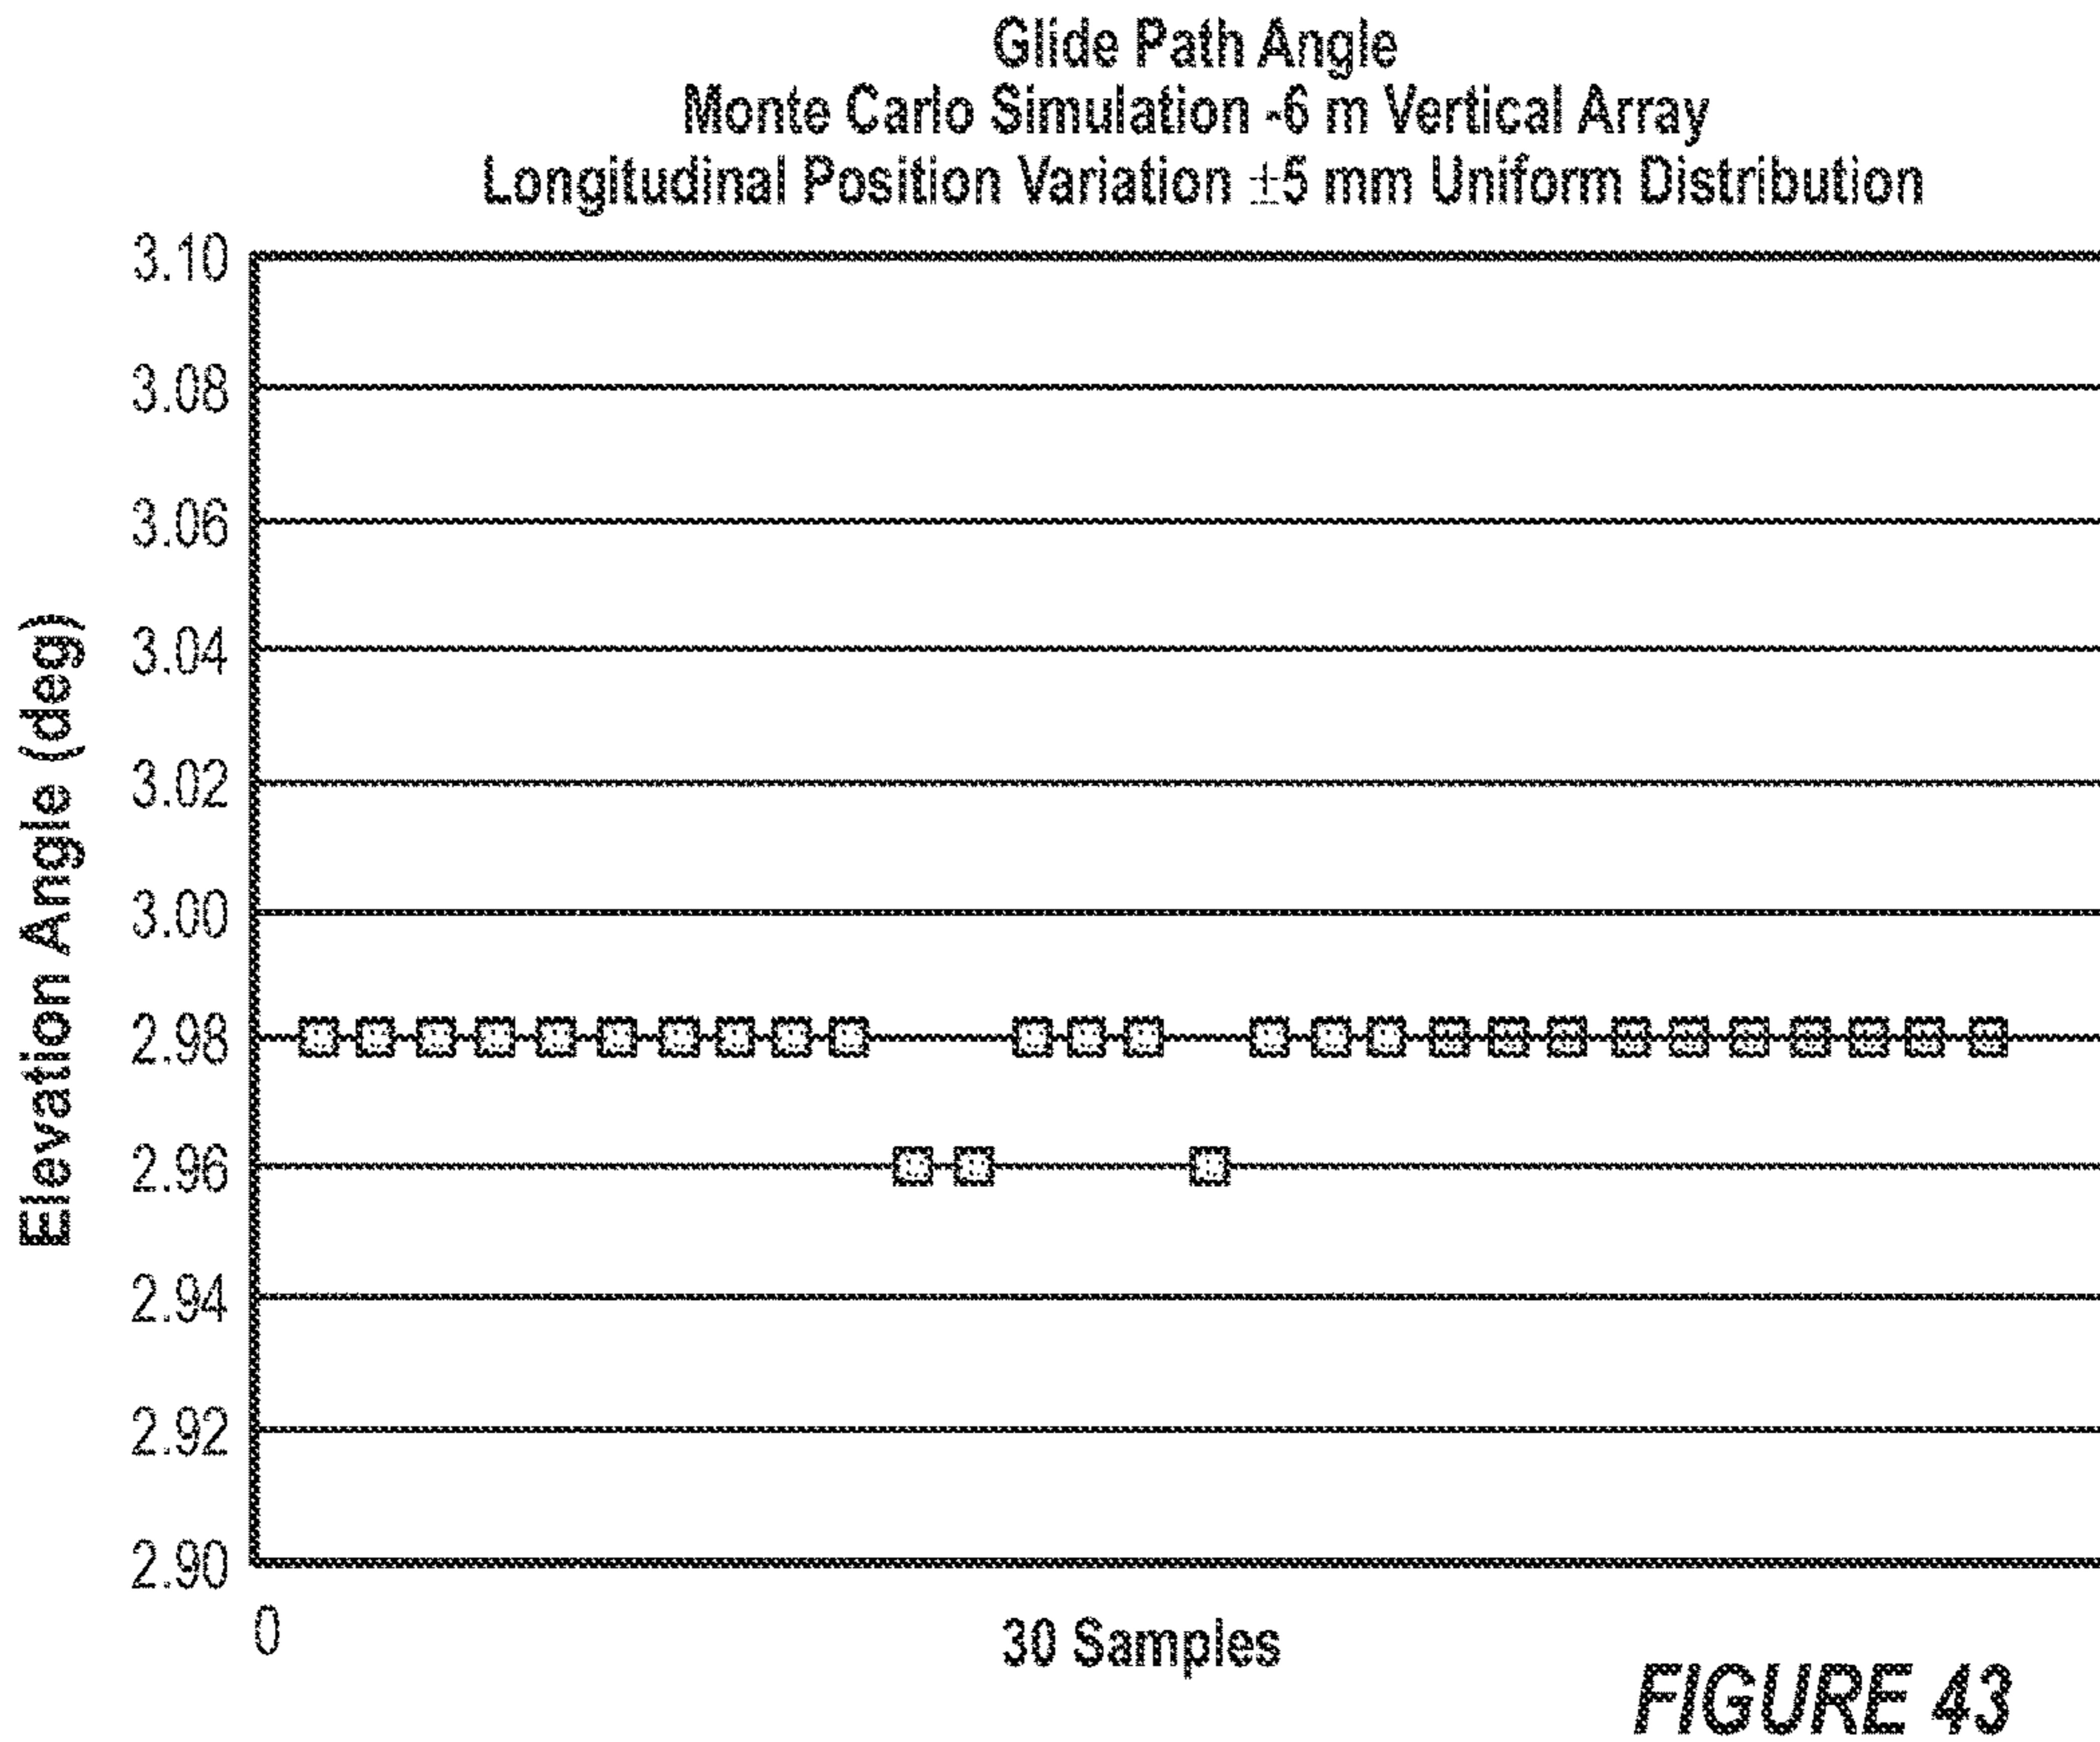 Glide Path Angle
Monte Carlo Simulation -6 m Vertical Array
Longitudinal Position Variation ±5 mm Uniform Distribution
Elevation Angle (deg)
3.10
3.08
3.06
3.04
3.02
3.00
2.98
2.96
2.94
2.92
2.90
0
30 Samples
FIGURE 43